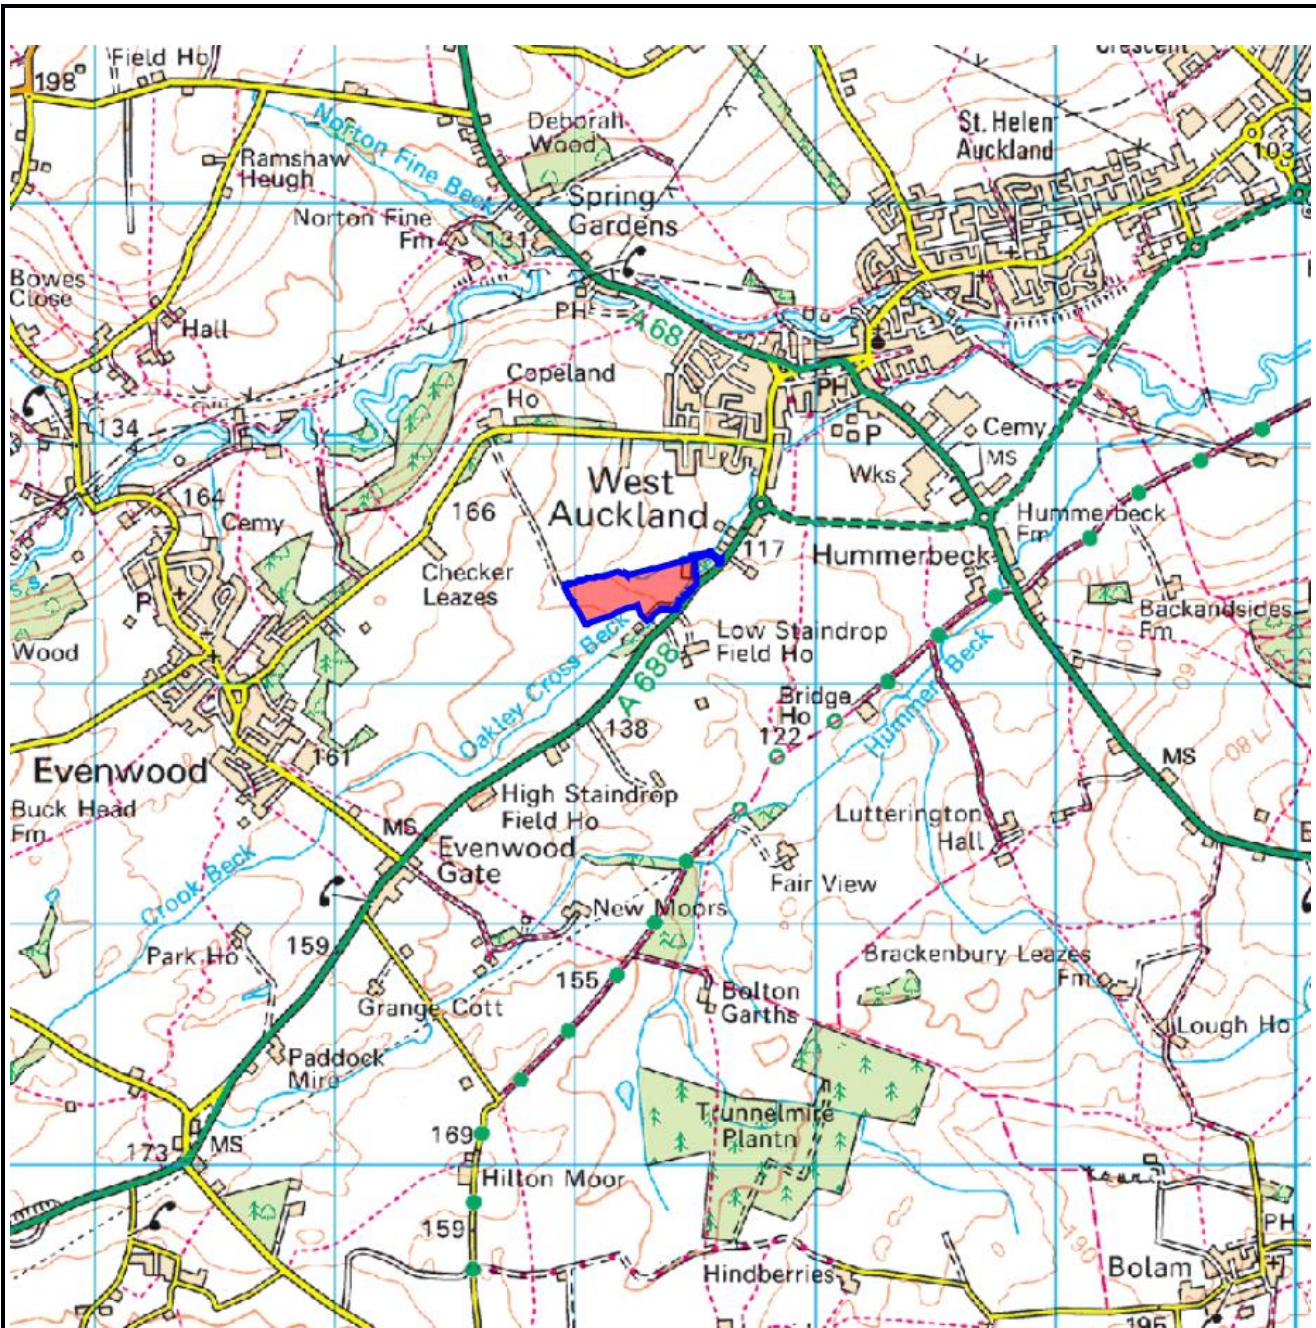 Crescent
Field Ho
198
Norton Fine Beck
Deborah
Wood
St. Helen
Auckland
103
Ramshaw
Heugh
Spring
Gardens
Norton Fine
Fm
131
Bowes
Close
Hall
PH
A 68
Copeland
Ho
PH
134
P
Cemy
MS
West
Auckland
Wks
164
Cemy
166
Hummerbeck
Fm
117
Hummerbeck
Checker
Leazes
P
Backandsides
Fm
160
Wood
Low Staindrop
Field Ho
Oakley Cross Beck
A 688
Bridge
Ho
Hummer Beck
122
138
180
161
MS
Evenwood
Buck Head
Fm
High Staindrop
Field Ho
MS
Lutterington
Hall
Evenwood
Gate
Crook Beck
Fair View
New Moors
159
Park Ho
Brackenbury Leazes
Fm
155
Bolton
Garths
Grange Cott
Lough Ho
Paddock
Mire
Trunnelmire
Plantn
169
173
MS
Hilton Moor
159
PH
190
Hindberries
Bolam
195